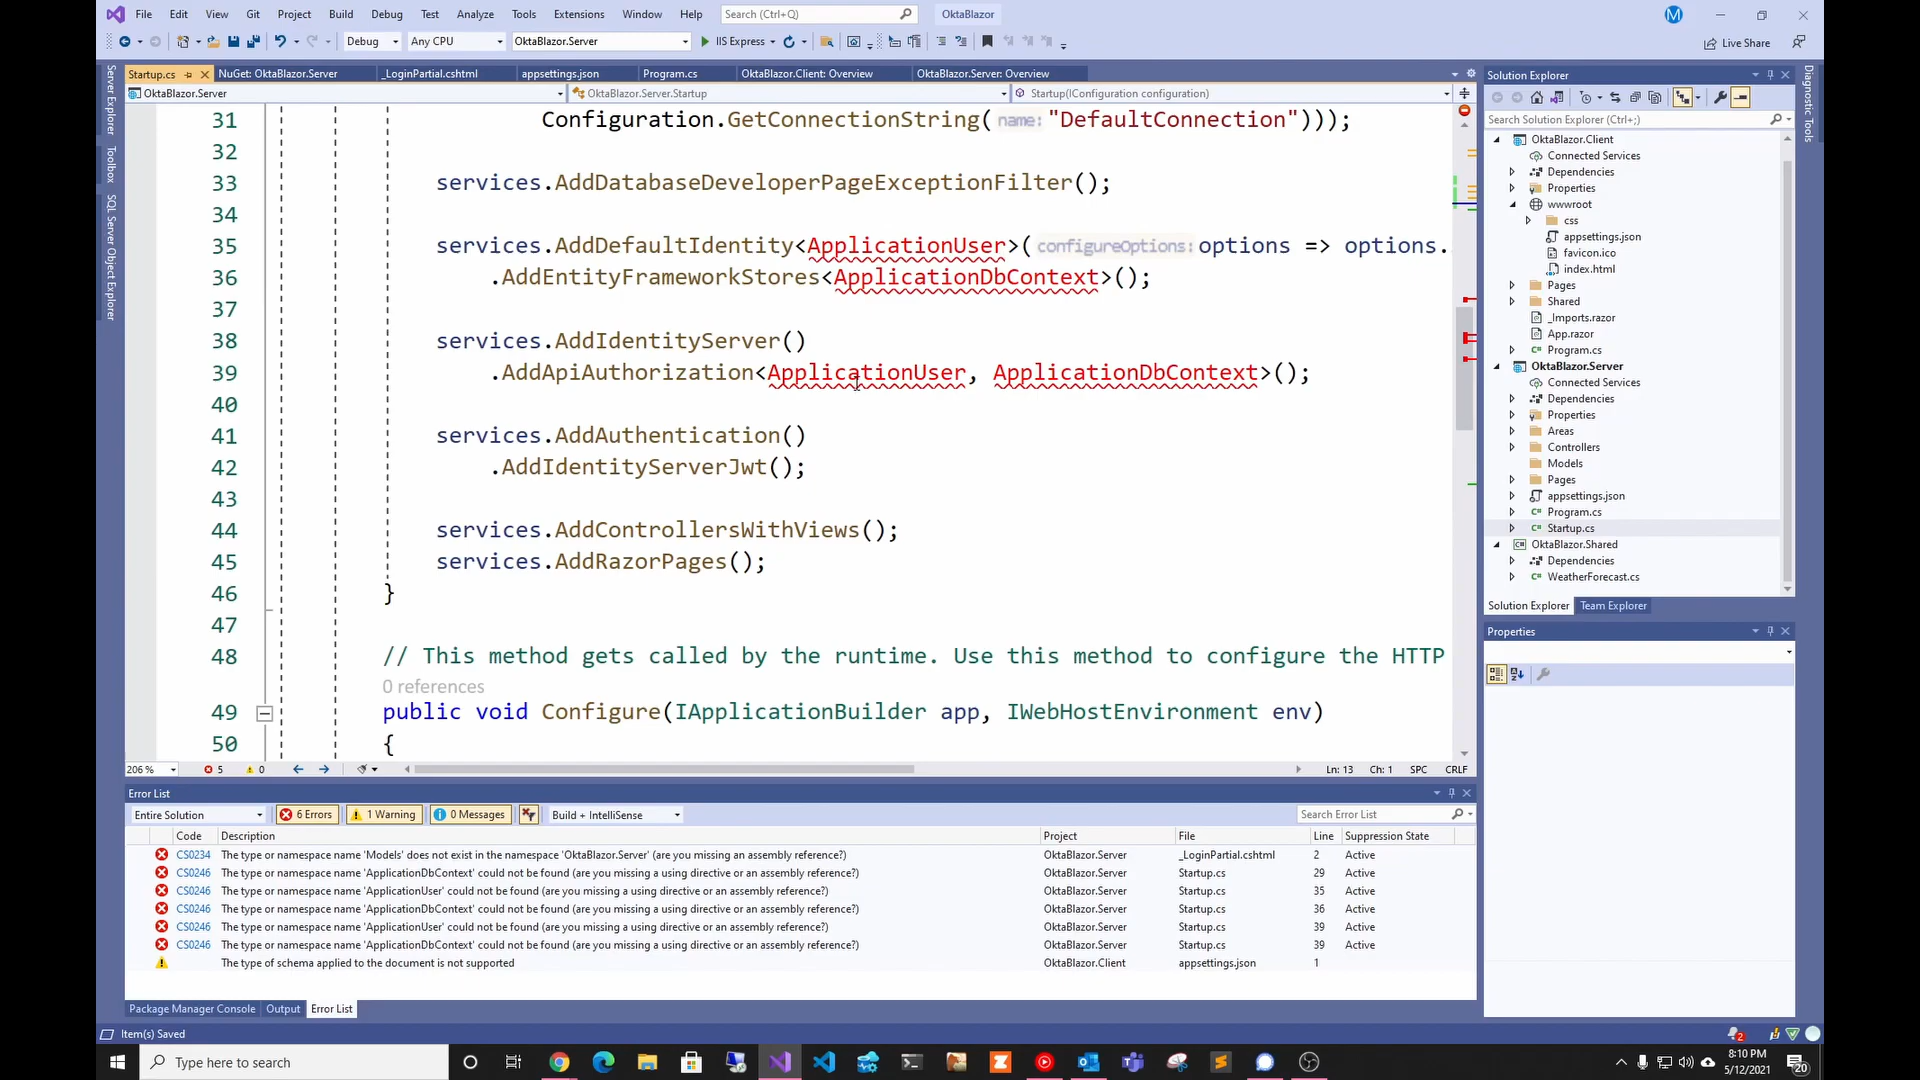 File Edit View Git Project Build Debug Test Analyze Tools Extensions Window Help Search (Ctrl+Q) OktaBlazor M
Debug Any CPU OktaBlazor.Server IIS Express Live Share
Startup.cs NuGet: OktaBlazor.Server _LoginPartial.cshtml appsettings.json Program.cs OktaBlazor.Client: Overview OktaBlazor.Server: Overview
OktaBlazor.Server OktaBlazor.Server.Startup Startup(IConfiguration configuration)
Server Explorer
Toolbox
SQL Server Object Explorer
31 Configuration.GetConnectionString( name: "DefaultConnection")));
32
33 services.AddDatabaseDeveloperPageExceptionFilter();
34
35 services.AddDefaultIdentity<ApplicationUser>( configureOptions: options => options.
36 .AddEntityFrameworkStores<ApplicationDbContext>();
37
38 services.AddIdentityServer()
39 .AddApiAuthorization<ApplicationUser, ApplicationDbContext>();
40
41 services.AddAuthentication()
42 .AddIdentityServerJwt();
43
44 services.AddControllersWithViews();
45 services.AddRazorPages();
46 }
47
48 // This method gets called by the runtime. Use this method to configure the HTTP
0 references
49 public void Configure(IApplicationBuilder app, IWebHostEnvironment env)
50 {
206 % 5 0 Ln: 13 Ch: 1 SPC CRLF
Solution Explorer
Search Solution Explorer (Ctrl+;)
OktaBlazor.Client
Connected Services
Dependencies
Properties
wwwroot
css
appsettings.json
favicon.ico
index.html
Pages
Shared
_Imports.razor
App.razor
Program.cs
OktaBlazor.Server
Connected Services
Dependencies
Properties
Areas
Controllers
Models
Pages
appsettings.json
Program.cs
Startup.cs
OktaBlazor.Shared
Dependencies
WeatherForecast.cs
Solution Explorer Team Explorer
Properties
Diagnostic Tools
Error List
Entire Solution 6 Errors 1 Warning 0 Messages Build + IntelliSense Search Error List
Code Description Project File Line Suppression State
CS0234 The type or namespace name 'Models' does not exist in the namespace 'OktaBlazor.Server' (are you missing an assembly reference?) OktaBlazor.Server _LoginPartial.cshtml 2 Active
CS0246 The type or namespace name 'ApplicationDbContext' could not be found (are you missing a using directive or an assembly reference?) OktaBlazor.Server Startup.cs 29 Active
CS0246 The type or namespace name 'ApplicationUser' could not be found (are you missing a using directive or an assembly reference?) OktaBlazor.Server Startup.cs 35 Active
CS0246 The type or namespace name 'ApplicationDbContext' could not be found (are you missing a using directive or an assembly reference?) OktaBlazor.Server Startup.cs 36 Active
CS0246 The type or namespace name 'ApplicationUser' could not be found (are you missing a using directive or an assembly reference?) OktaBlazor.Server Startup.cs 39 Active
CS0246 The type or namespace name 'ApplicationDbContext' could not be found (are you missing a using directive or an assembly reference?) OktaBlazor.Server Startup.cs 39 Active
The type of schema applied to the document is not supported OktaBlazor.Client appsettings.json 1
Package Manager Console Output Error List
Item(s) Saved 2
Type here to search 8:10 PM
5/12/2021 20